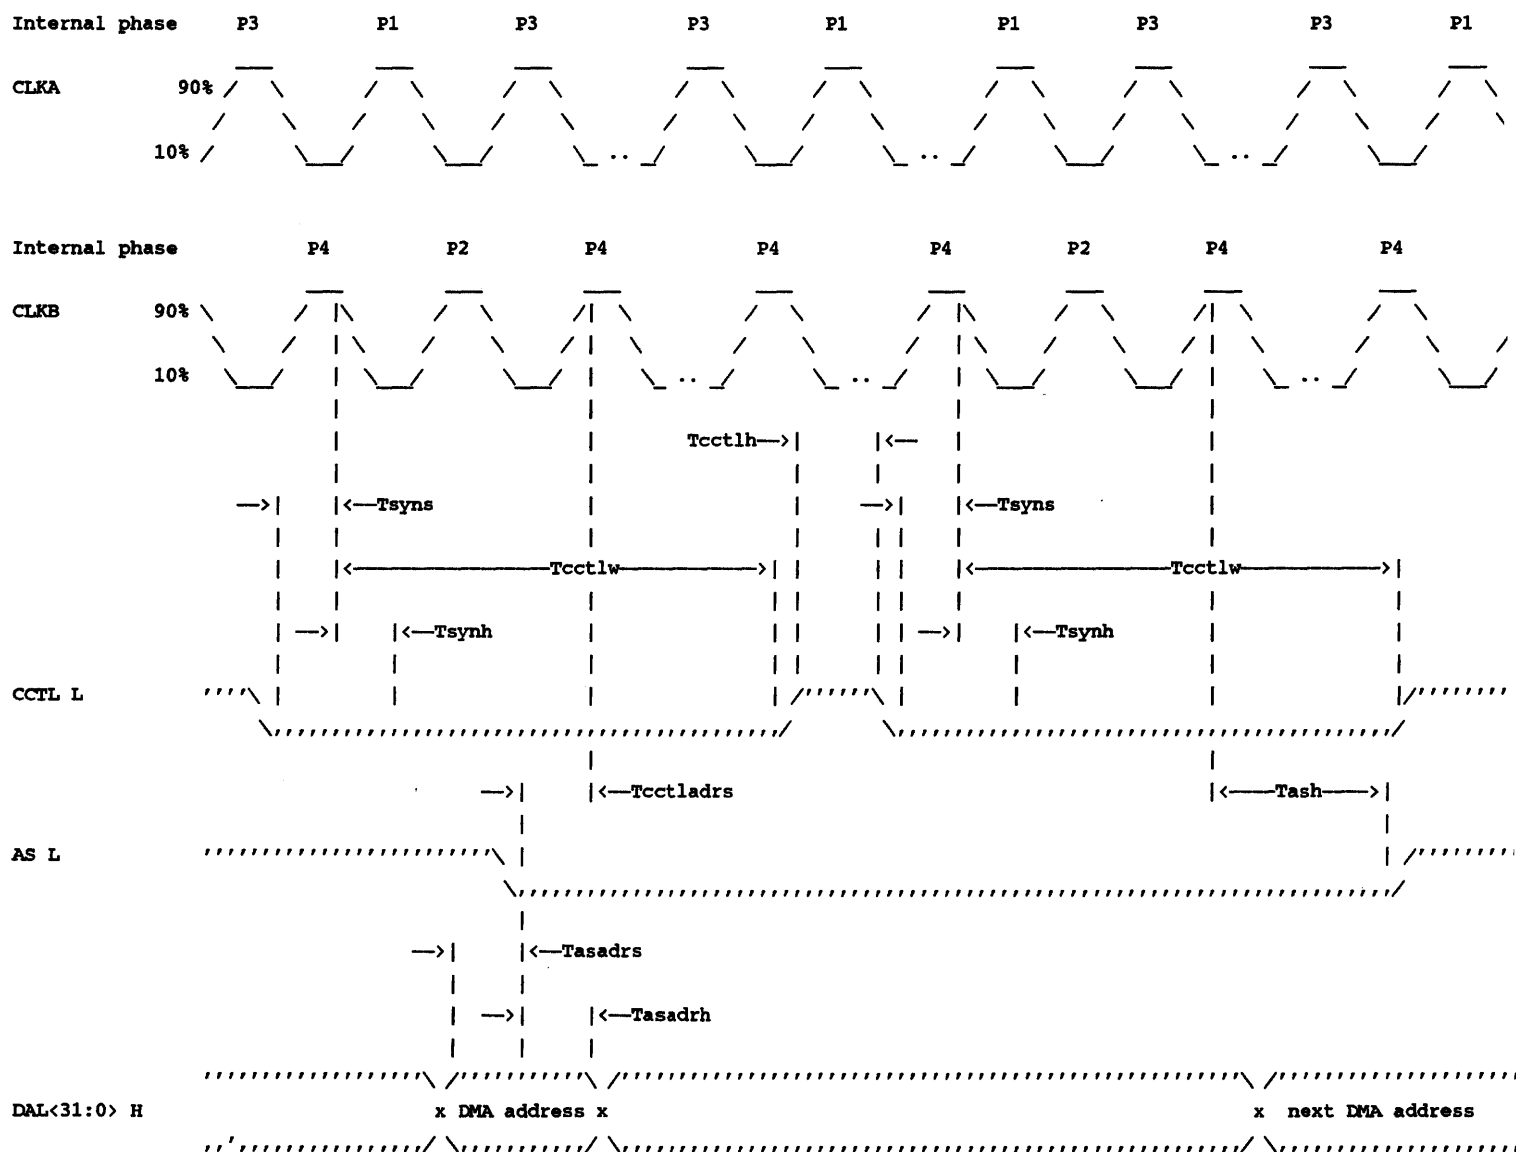 Internal phase P3 P1 P3 P3 P1 P1 P3 P3 P1
CLKA 90%
10%
Internal phase P4 P2 P4 P4 P4 P2 P4 P4
CLKB 90%
10%
Tcctlh
Tsyns Tsyns
Tcctlw Tcctlw
Tsynh Tsynh
CCTL L
Tcctladrs Tash
AS L
Tasadrs
Tasadrh
DAL<31:0> H x DMA address x x next DMA address